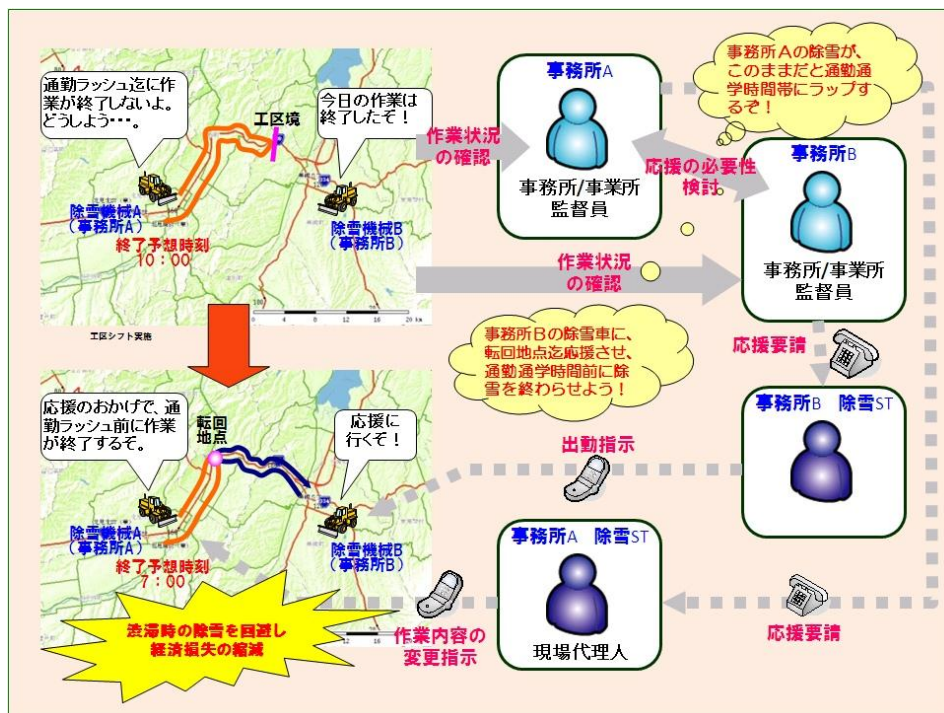 通勤ラッシュ迄に作
業が終了しないよ。
どうしよう・・・。
工区境
今日の作業は
終了したぞ！
除雪機械A
（事務所A）
終了予想時刻
10：00
除雪機械B
（事務所B）
作業状況
の確認
事務所A
事務所/事業所
監督員
事務所Aの除雪が、
このままだと通勤通
学時間帯にラップす
るぞ！
応援の必要性
検討
事務所B
事務所/事業所
監督員
作業状況
の確認
工区シフト実施
事務所Bの除雪車に、
転回地点迄応援させ、
通勤通学時間前に除
雪を終わらせよう！
応援要請
応援のおかげで、通
勤ラッシュ前に作業
が終了するぞ。
転回
地点
応援に
行くぞ！
除雪機械A
（事務所A）
終了予想時刻
7：00
除雪機械B
（事務所B）
出動指示
事務所B　除雪ST
事務所A　除雪ST
現場代理人
渋滞時の除雪を回避し
経済損失の縮減
作業内容の
変更指示
応援要請